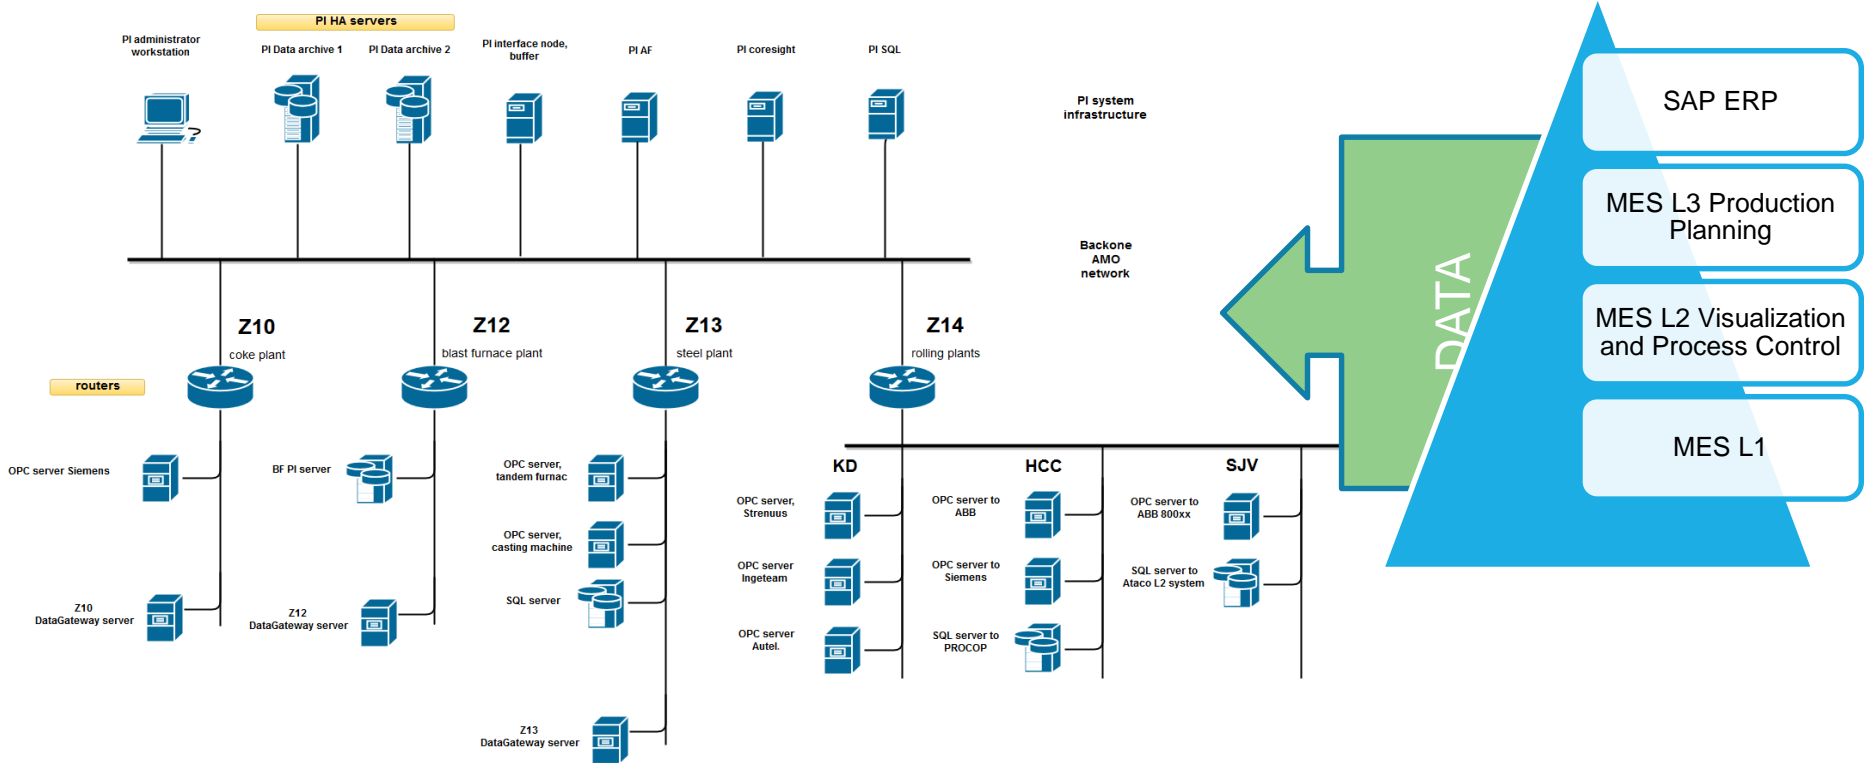 PI HA servers
PI administrator
workstation
PI Data archive 1
PI Data archive 2
PI interface node,
buffer
PI AF
PI coresight
PI SQL
PI system
infrastructure
Backone
AMO
network
Z10
coke plant
Z12
blast furnace plant
Z13
steel plant
Z14
rolling plants
routers
OPC server Siemens
Z10
DataGateway server
BF PI server
Z12
DataGateway server
OPC server,
tandem furnac
OPC server,
casting machine
SQL server
Z13
DataGateway server
KD
OPC server,
Strenuus
OPC server
Ingeteam
OPC server
Autel.
HCC
OPC server to
ABB
OPC server to
Siemens
SQL server to
PROCOP
SJV
OPC server to
ABB 800xx
SQL server to
Ataco L2 system
DATA
SAP ERP
MES L3 Production
Planning
MES L2 Visualization
and Process Control
MES L1